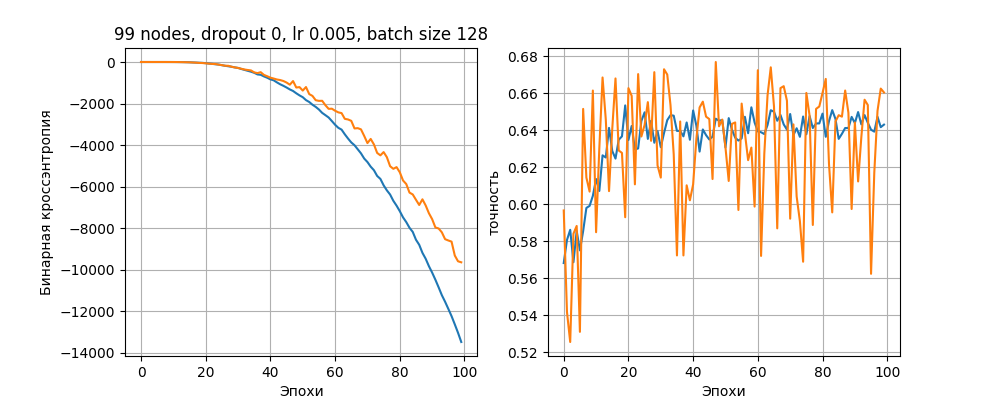 99 nodes, dropout 0, lr 0.005, batch size 128
Бинарная кроссэнтропия
0
−2000
−4000
−6000
−8000
−10000
−12000
−14000
0 20 40 60 80 100
Эпохи
точность
0.68
0.66
0.64
0.62
0.60
0.58
0.56
0.54
0.52
0 20 40 60 80 100
Эпохи